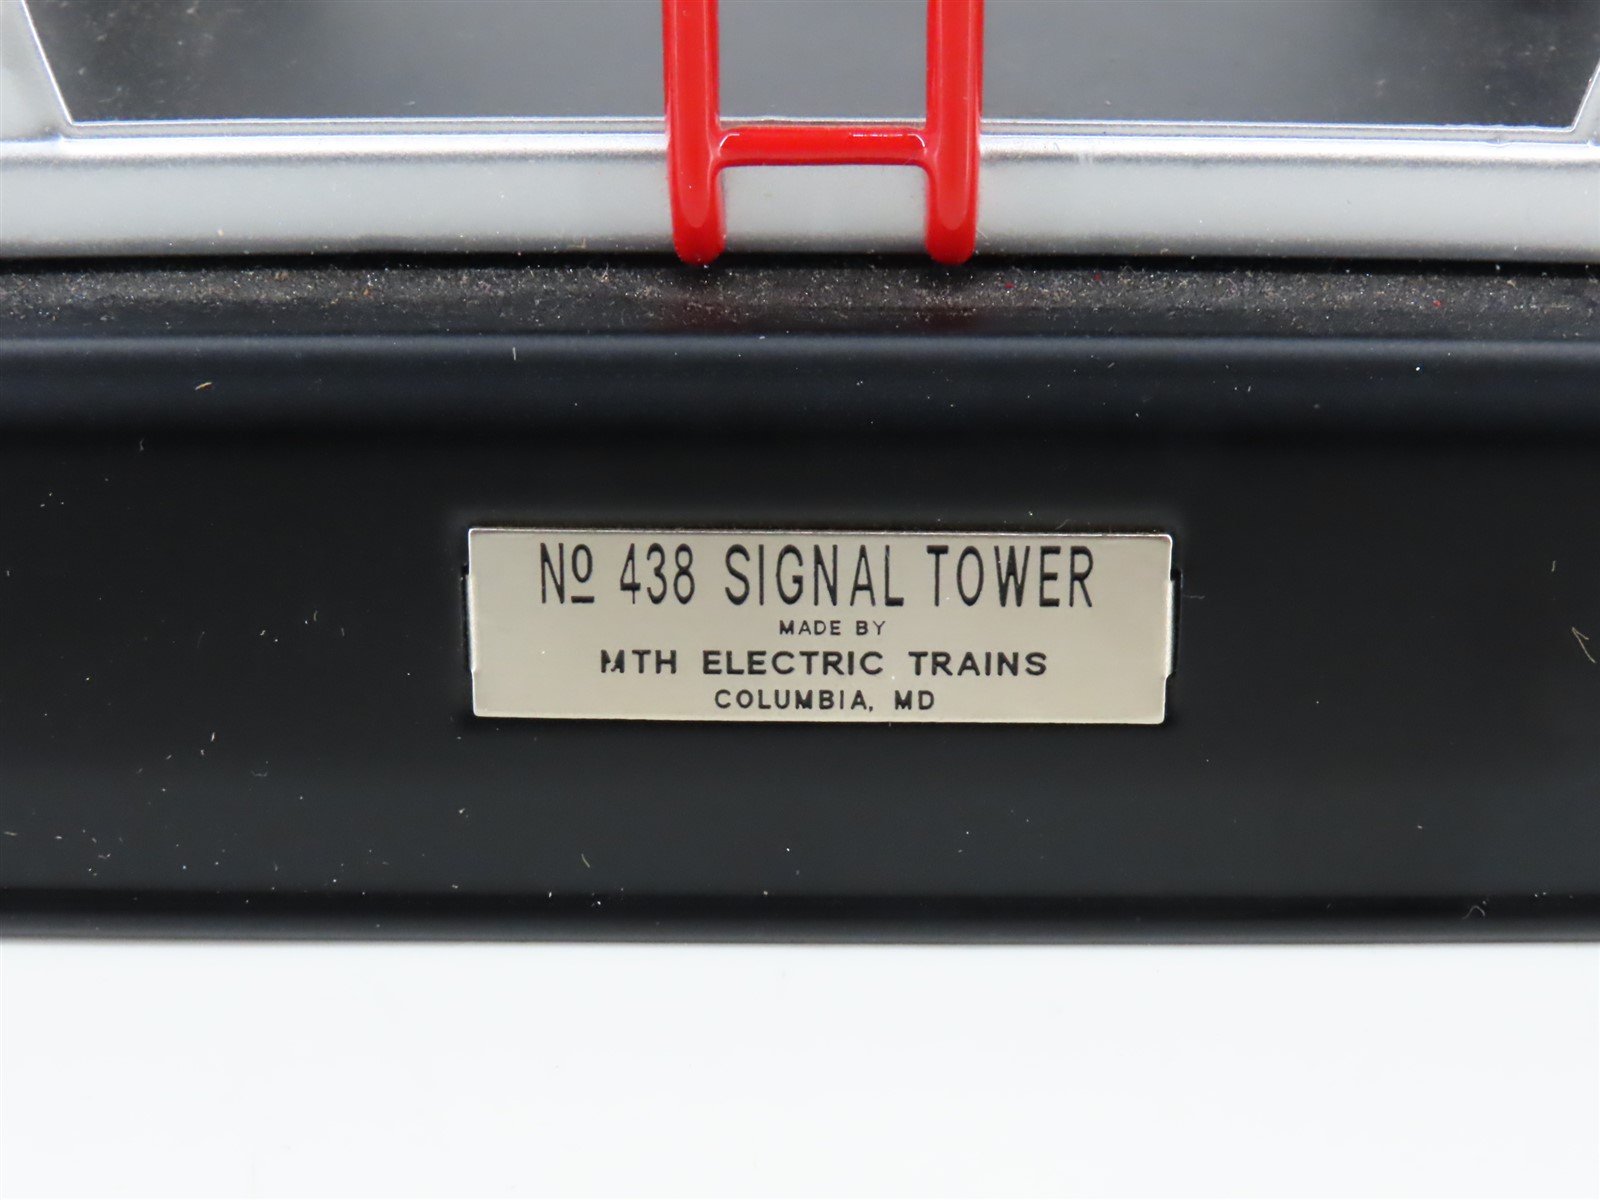 Nº 438 SIGNAL TOWER
MADE BY
MTH ELECTRIC TRAINS
COLUMBIA, MD